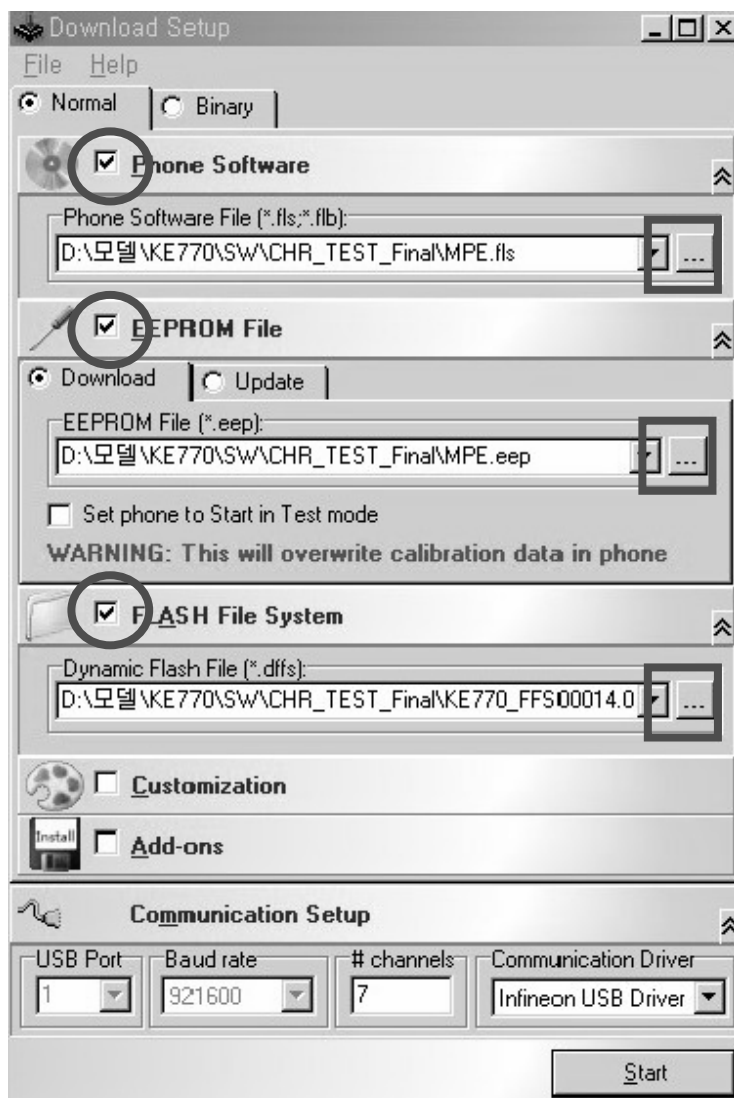 Download Setup
File Help
Normal Binary
Phone Software
Phone Software File (*.fls;*.flb):
D:\모델\KE770\SW\CHR_TEST_Final\MPE.fls ...
EEPROM File
Download Update
EEPROM File (*.eep):
D:\모델\KE770\SW\CHR_TEST_Final\MPE.eep ...
Set phone to Start in Test mode
WARNING: This will overwrite calibration data in phone
FLASH File System
Dynamic Flash File (*.dffs):
D:\모델\KE770\SW\CHR_TEST_Final\KE770_FFS00014.0 ...
Customization
Install
Add-ons
Communication Setup
USB Port Baud rate # channels Communication Driver
1 921600 7 Infineon USB Driver
Start